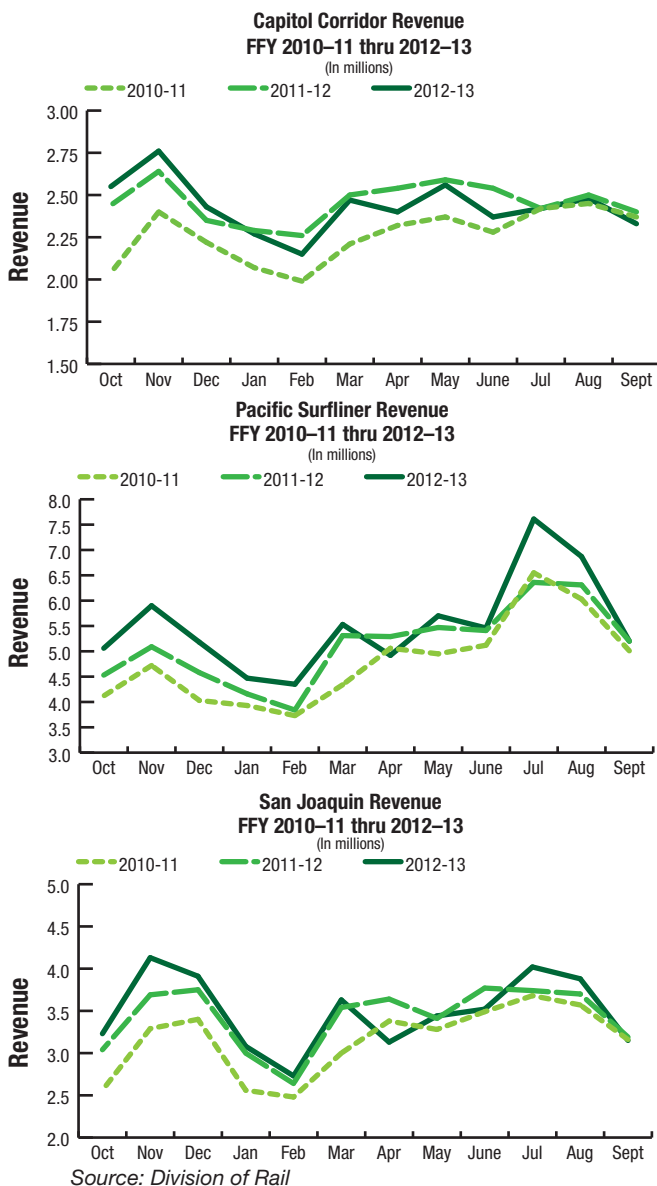 Capitol Corridor Revenue
FFY 2010–11 thru 2012–13
(In millions)
2010-11 2011-12 2012-13
3.00
2.75
2.50
2.25
2.00
1.75
1.50
Revenue
Oct Nov Dec Jan Feb Mar Apr May June Jul Aug Sept
Pacific Surfliner Revenue
FFY 2010–11 thru 2012–13
(In millions)
2010-11 2011-12 2012-13
8.0
7.5
7.0
6.5
6.0
5.5
5.0
4.5
4.0
3.5
3.0
Revenue
Oct Nov Dec Jan Feb Mar Apr May June Jul Aug Sept
San Joaquin Revenue
FFY 2010–11 thru 2012–13
(In millions)
2010-11 2011-12 2012-13
5.0
4.5
4.0
3.5
3.0
2.5
2.0
Revenue
Oct Nov Dec Jan Feb Mar Apr May June Jul Aug Sept
Source: Division of Rail